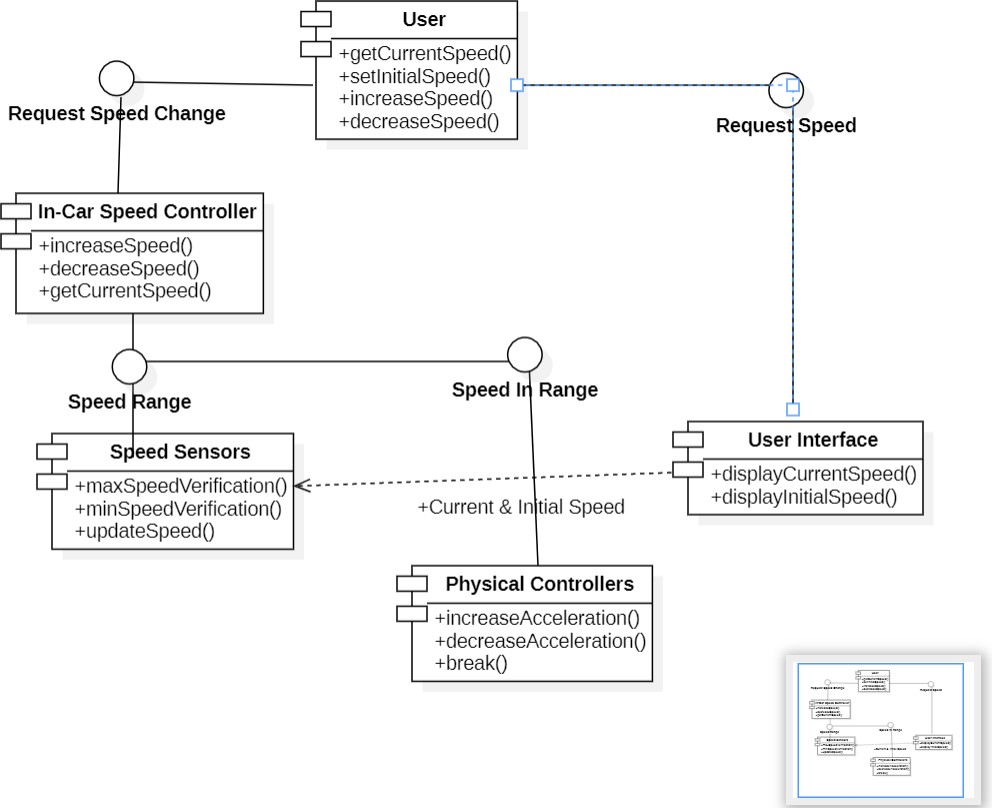 User
+getCurrentSpeed()
+setInitialSpeed()
+increaseSpeed()
+decreaseSpeed()
Request Speed Change
Request Speed
In-Car Speed Controller
+increaseSpeed()
+decreaseSpeed()
+getCurrentSpeed()
Speed Range
Speed In Range
Speed Sensors
+maxSpeedVerification()
+minSpeedVerification()
+updateSpeed()
User Interface
+displayCurrentSpeed()
+displayInitialSpeed()
+Current & Initial Speed
Physical Controllers
+increaseAcceleration()
+decreaseAcceleration()
+break()